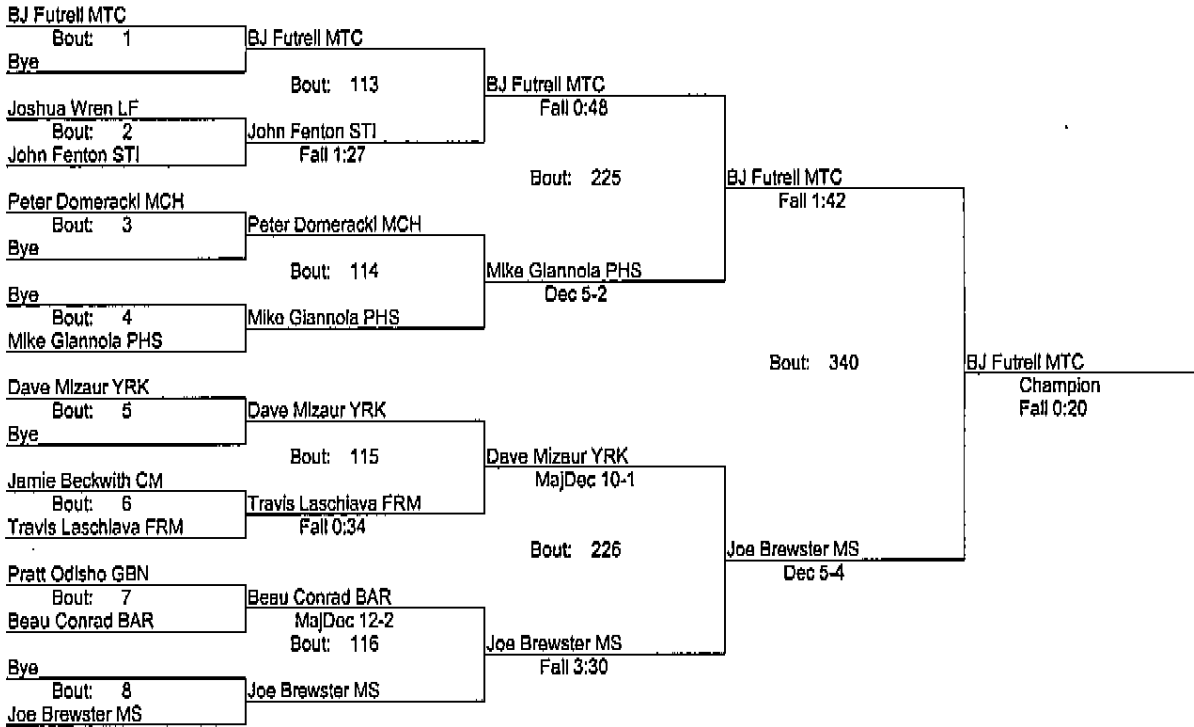 BJ Futrell MTC
Bout: 1
Bye
BJ Futrell MTC
Bout: 113
Joshua Wren LF
Bout: 2
John Fenton STI
John Fenton STI
Fall 1:27
BJ Futrell MTC
Fall 0:48
Bout: 225
Peter Domeracki MCH
Bout: 3
Bye
Peter Domeracki MCH
Bout: 114
Bye
Bout: 4
Mike Giannola PHS
Mike Giannola PHS
Mike Giannola PHS
Dec 5-2
BJ Futrell MTC
Fall 1:42
Bout: 340
Dave Mizaur YRK
Bout: 5
Bye
Dave Mizaur YRK
Bout: 115
Jamie Beckwith CM
Bout: 6
Travis Laschiava FRM
Travis Laschiava FRM
Fall 0:34
Dave Mizaur YRK
MajDec 10-1
Bout: 226
Pratt Odisho GBN
Bout: 7
Beau Conrad BAR
Beau Conrad BAR
MajDec 12-2
Bout: 116
Bye
Bout: 8
Joe Brewster MS
Joe Brewster MS
Joe Brewster MS
Fall 3:30
Joe Brewster MS
Dec 5-4
BJ Futrell MTC
Champion
Fall 0:20